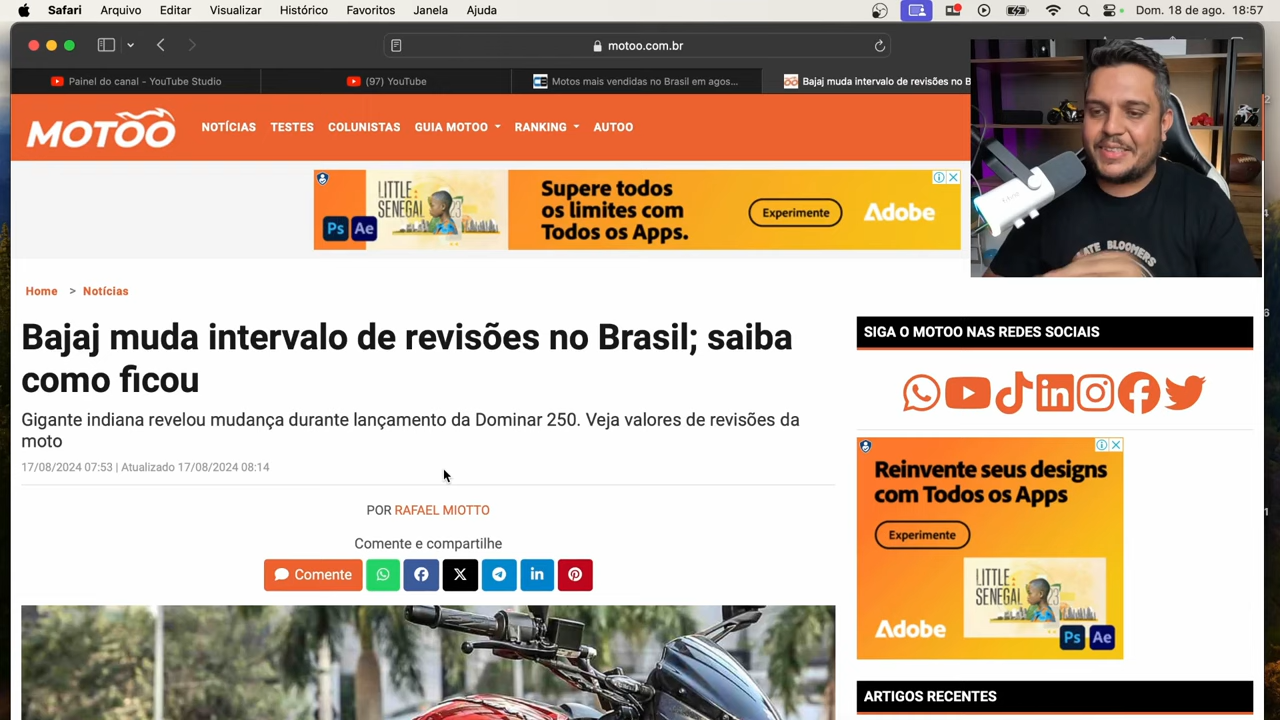 Safari Arquivo Editar Visualizar Histórico Favoritos Janela Ajuda Dom. 18 de ago. 18:57
motoo.com.br
Painel do canal - YouTube Studio
(97) YouTube
Motos mais vendidas no Brasil em agos...
Bajaj muda intervalo de revisões no B
MOTOO
NOTÍCIAS TESTES COLUNISTAS GUIA MOTOO RANKING AUTOO
LITTLE
SENEGAL
Ps Ae
Supere todos
os limites com
Todos os Apps.
Experimente
Adobe
LATE BLOOMERS
Home > Notícias
Bajaj muda intervalo de revisões no Brasil; saiba
como ficou
Gigante indiana revelou mudança durante lançamento da Dominar 250. Veja valores de revisões da
moto
17/08/2024 07:53 | Atualizado 17/08/2024 08:14
POR RAFAEL MIOTTO
Comente e compartilhe
Comente
SIGA O MOTOO NAS REDES SOCIAIS
Reinvente seus designs
com Todos os Apps
Experimente
LITTLE
SENEGAL
Adobe
Ps Ae
ARTIGOS RECENTES